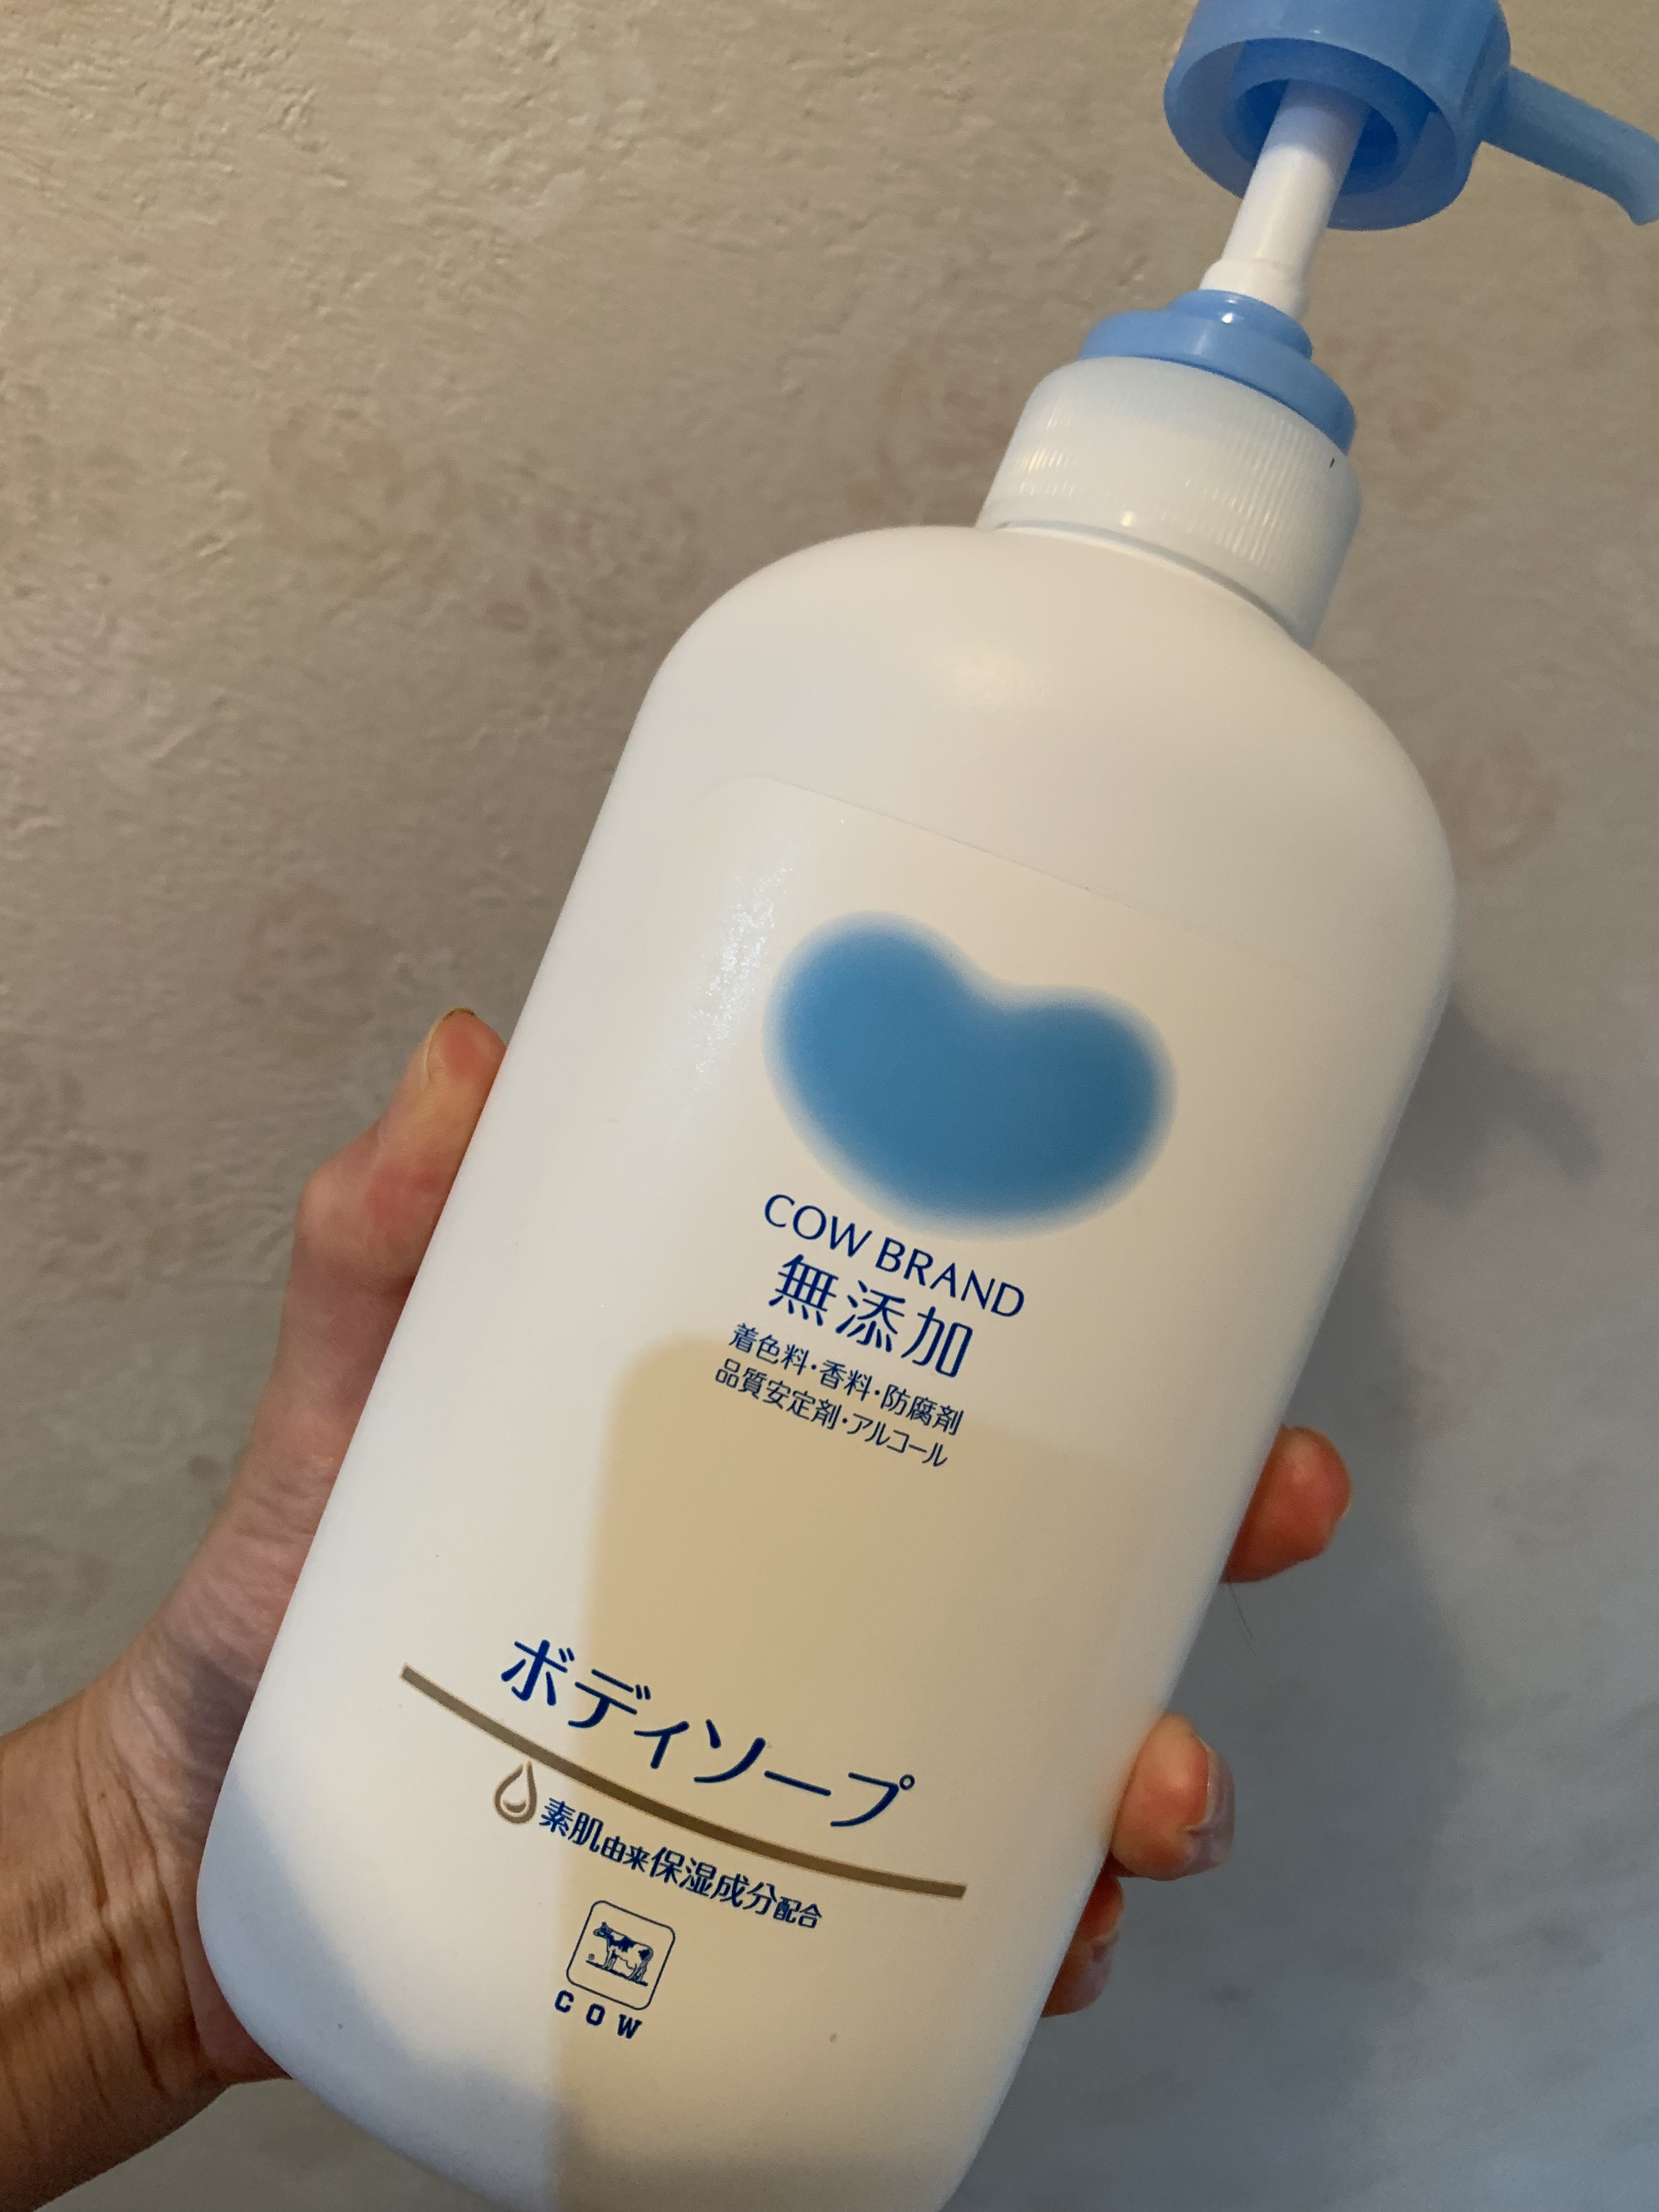 COW BRAND
無添加
着色料・香料・防腐剤
品質安定剤・アルコール
ボディソープ
素肌由来保湿成分配合
COW